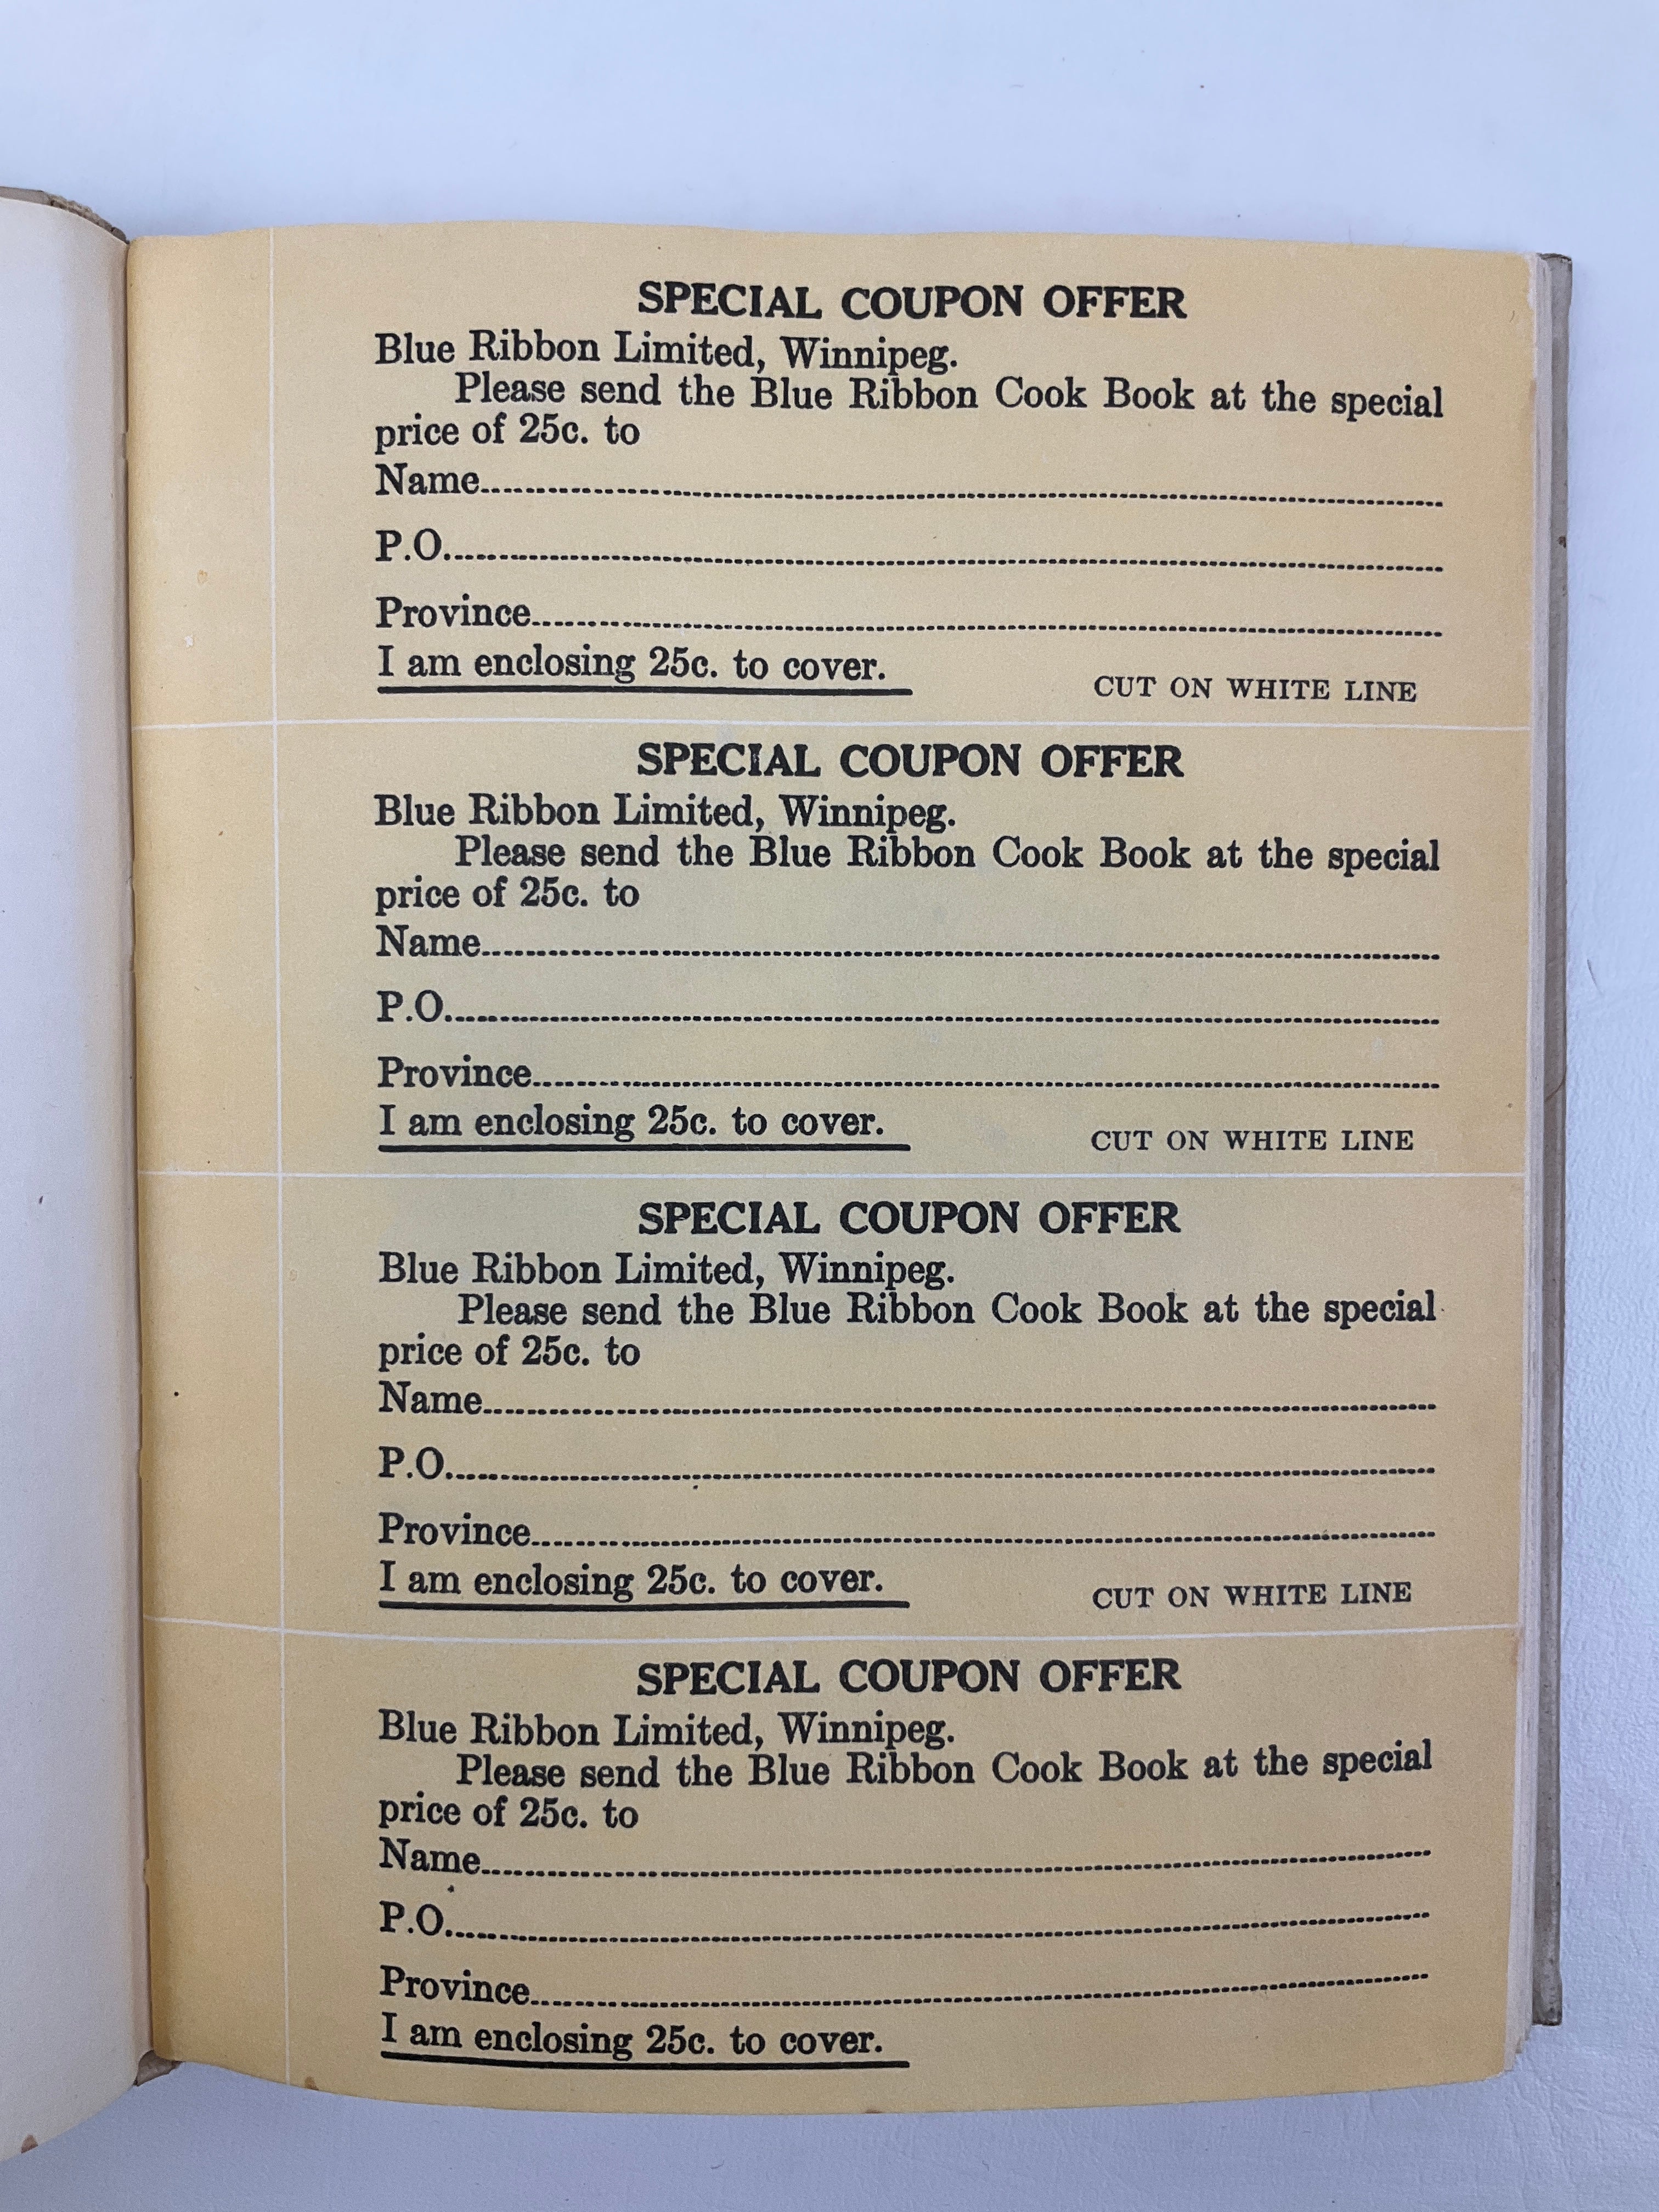 SPECIAL COUPON OFFER
Blue Ribbon Limited, Winnipeg.
Please send the Blue Ribbon Cook Book at the special
price of 25c. to
Name
P.O.
Province
I am enclosing 25c. to cover.
CUT ON WHITE LINE
SPECIAL COUPON OFFER
Blue Ribbon Limited, Winnipeg.
Please send the Blue Ribbon Cook Book at the special
price of 25c. to
Name
P.O.
Province
I am enclosing 25c. to cover.
CUT ON WHITE LINE
SPECIAL COUPON OFFER
Blue Ribbon Limited, Winnipeg.
Please send the Blue Ribbon Cook Book at the special
price of 25c. to
Name
P.O.
Province
I am enclosing 25c. to cover.
CUT ON WHITE LINE
SPECIAL COUPON OFFER
Blue Ribbon Limited, Winnipeg.
Please send the Blue Ribbon Cook Book at the special
price of 25c. to
Name
P.O.
Province
I am enclosing 25c. to cover.